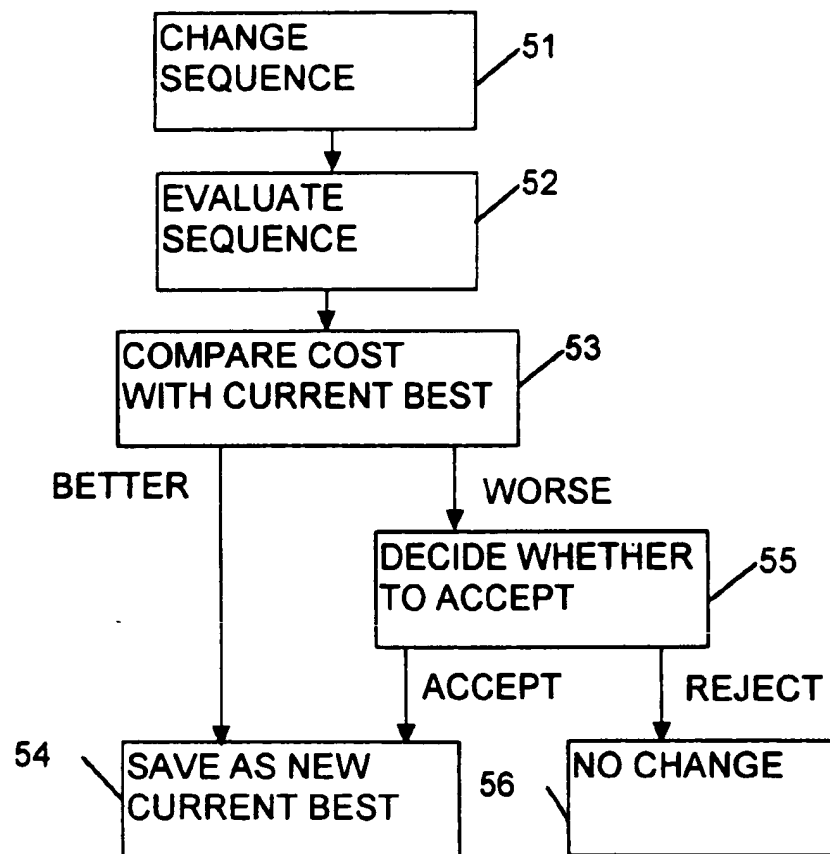 CHANGE
SEQUENCE
51
EVALUATE
SEQUENCE
52
COMPARE COST
WITH CURRENT BEST
53
BETTER
WORSE
DECIDE WHETHER
TO ACCEPT
55
ACCEPT
REJECT
54
SAVE AS NEW
CURRENT BEST
56
NO CHANGE